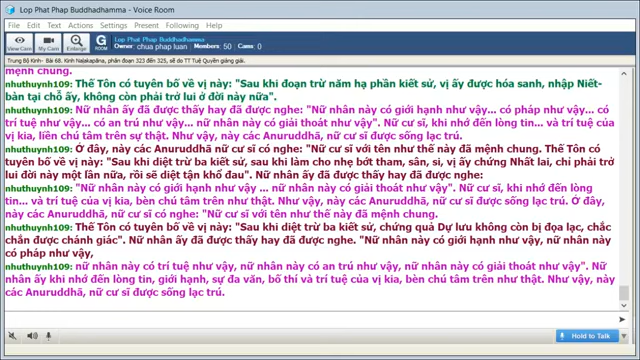 Lop Phat Phap Buddhadhamma - Voice Room
File Edit Text Actions Settings Present Following Help
View Cam My Cam Enlarge Room
G
Lop Phat Phap Buddhadhamma
Owner chua phap luan : Members: 50 : Cams: 0
Trung Bộ Kinh- Bài 68. Kinh Naḷakapāna, phân đoạn 323 đến 325, sẽ do TT Tuệ Quyền giảng giải.
mệnh chung.
nhuthuynh109: Thế Tôn có tuyên bố về vị này: "Sau khi đoạn trừ năm hạ phần kiết sử, vị ấy được hóa sanh, nhập Niết-
bàn tại chỗ ấy, không còn phải trở lui ở đời này nữa".
nhuthuynh109: Nữ nhân ấy đã được thấy hay đã được nghe: "Nữ nhân này có giới hạnh như vậy... có pháp như vậy... có
trí tuệ như vậy... có an trú như vậy... nữ nhân này có giải thoát như vậy". Nữ cư sĩ, khi nhớ đến lòng tin... và trí tuệ của
vị kia, liền chú tâm trên sự thật. Như vậy, này các Anuruddhā, nữ cư sĩ được sống lạc trú.
nhuthuynh109: Ở đây, này các Anuruddhā nữ cư sĩ có nghe: "Nữ cư sĩ với tên như thế này đã mệnh chung. Thế Tôn có
tuyên bố về vị này: "Sau khi diệt trừ ba kiết sử, sau khi làm cho nhẹ bớt tham, sân, si, vị ấy chứng Nhất lai, chỉ phải trở
lui đời này một lần nữa, rồi sẽ diệt tận khổ đau". Nữ nhân ấy đã được thấy hay đã được nghe:
nhuthuynh109: "Nữ nhân này có giới hạnh như vậy ... nữ nhân này có giải thoát như vậy". Nữ cư sĩ, khi nhớ đến lòng
tin... và trí tuệ của vị kia, bèn chú tâm trên như thật. Như vậy, này các Anuruddhā, nữ cư sĩ được sống lạc trú. Ở đây,
này các Anuruddhā, nữ cư sĩ có nghe: "Nữ cư sĩ với tên như thế này đã mệnh chung.
nhuthuynh109: Thế Tôn có tuyên bố về vị này: "Sau khi diệt trừ ba kiết sử, chứng quả Dự lưu không còn bị đọa lạc, chắc
chắn được chánh giác". Nữ nhân ấy đã được thấy hay đã được nghe. "Nữ nhân này có giới hạnh như vậy, nữ nhân này
có pháp như vậy,
nhuthuynh109: nữ nhân này có trí tuệ như vậy, nữ nhân này có an trú như vậy, nữ nhân này có giải thoát như vậy". Nữ
nhân ấy khi nhớ đến lòng tin, giới hạnh, sự đa văn, bố thí và trí tuệ của vị kia, bèn chú tâm trên như thật. Như vậy, này
các Anuruddhā, nữ cư sĩ được sống lạc trú.
Hold to Talk